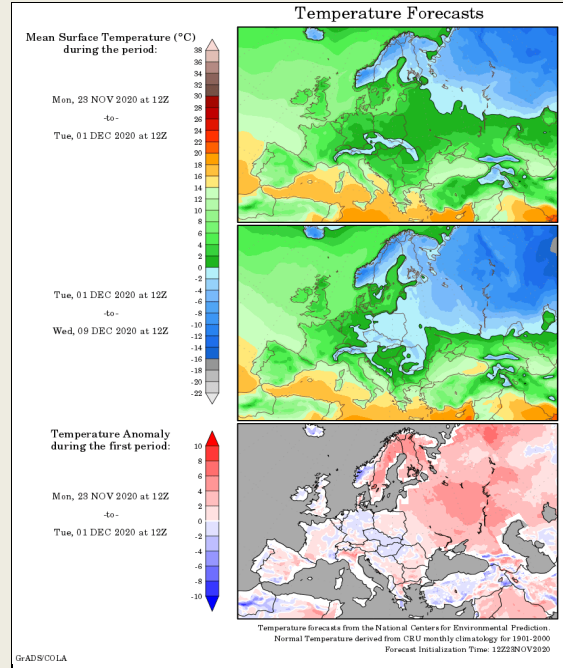 Temperature Forecasts
Mean Surface Temperature (°C)
during the period:
Mon, 23 NOV 2020 at 12Z
-to-
Tue, 01 DEC 2020 at 12Z
38
36
34
32
30
28
26
24
22
20
18
16
14
12
10
8
6
4
2
0
-2
-4
-6
-8
-10
-12
-14
-16
-18
-20
-22
Tue, 01 DEC 2020 at 12Z
-to-
Wed, 09 DEC 2020 at 12Z
Temperature Anomaly
during the first period:
Mon, 23 NOV 2020 at 12Z
-to-
Tue, 01 DEC 2020 at 12Z
10
8
6
4
2
0
-2
-4
-6
-8
-10
Temperature forecasts from the National Centers for Environmental Prediction.
Normal Temperature derived from CRU monthly climatology for 1901-2000
Forecast Initialization Time: 12Z23NOV2020
GrADS/COLA